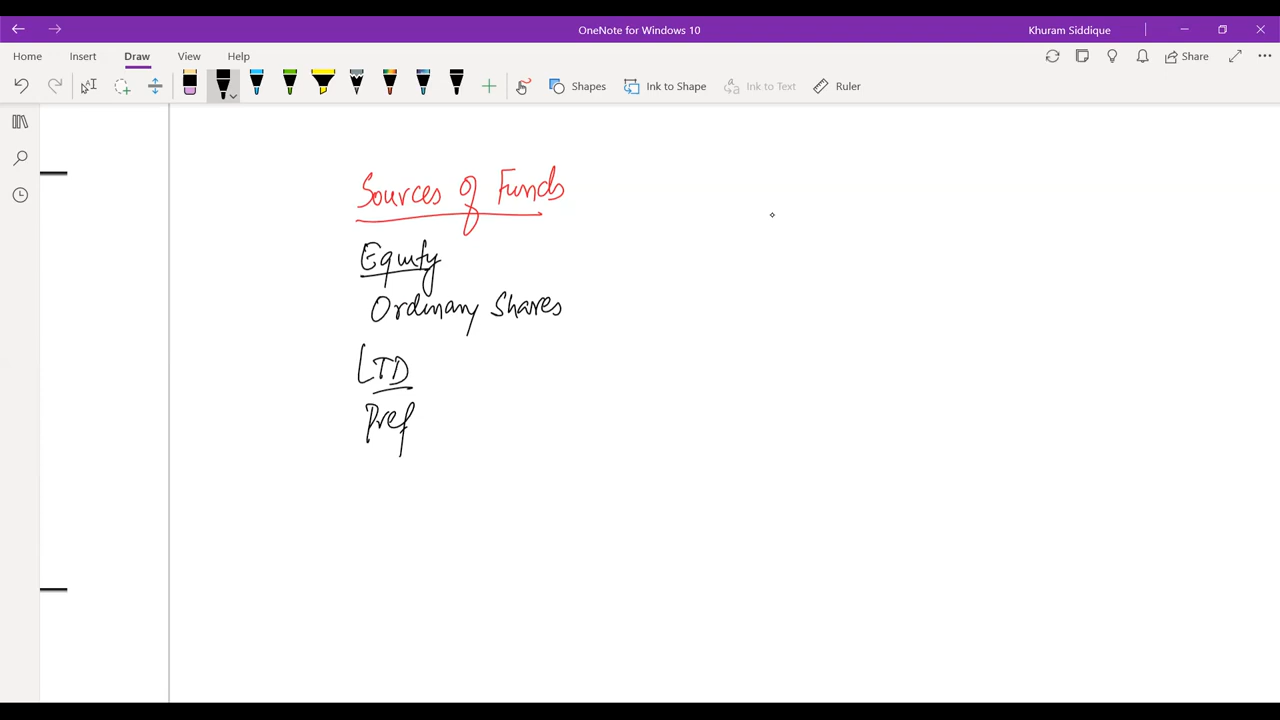 OneNote for Windows 10
Khuram Siddique
Home Insert Draw View Help
Share
Shapes Ink to Shape Ink to Text Ruler
Sources of Funds
Equity
Ordinary Shares
LTD
Pref